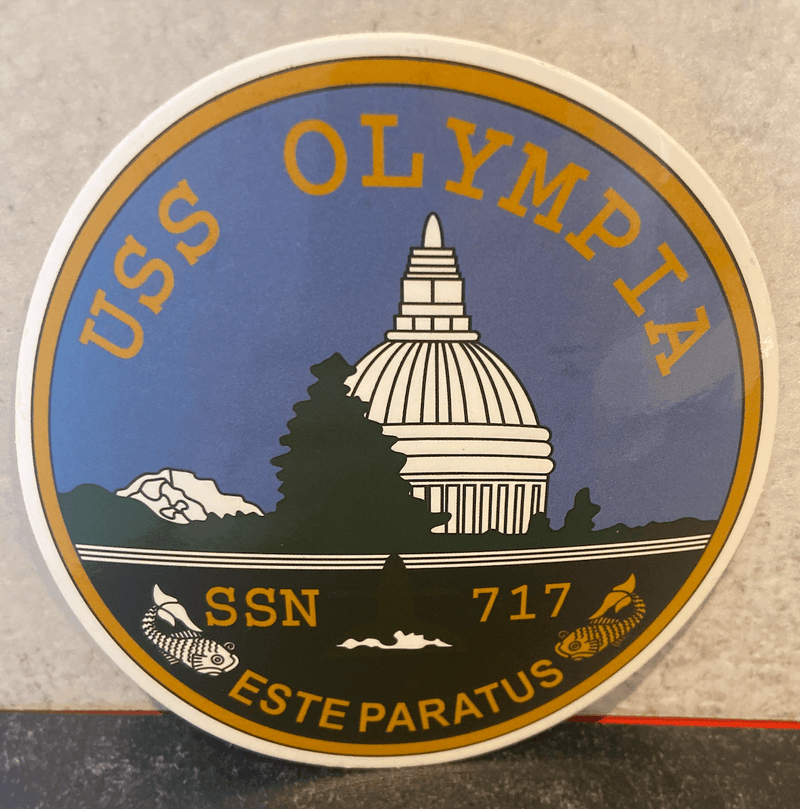 USS OLYMPIA
SSN 717
ESTE PARATUS